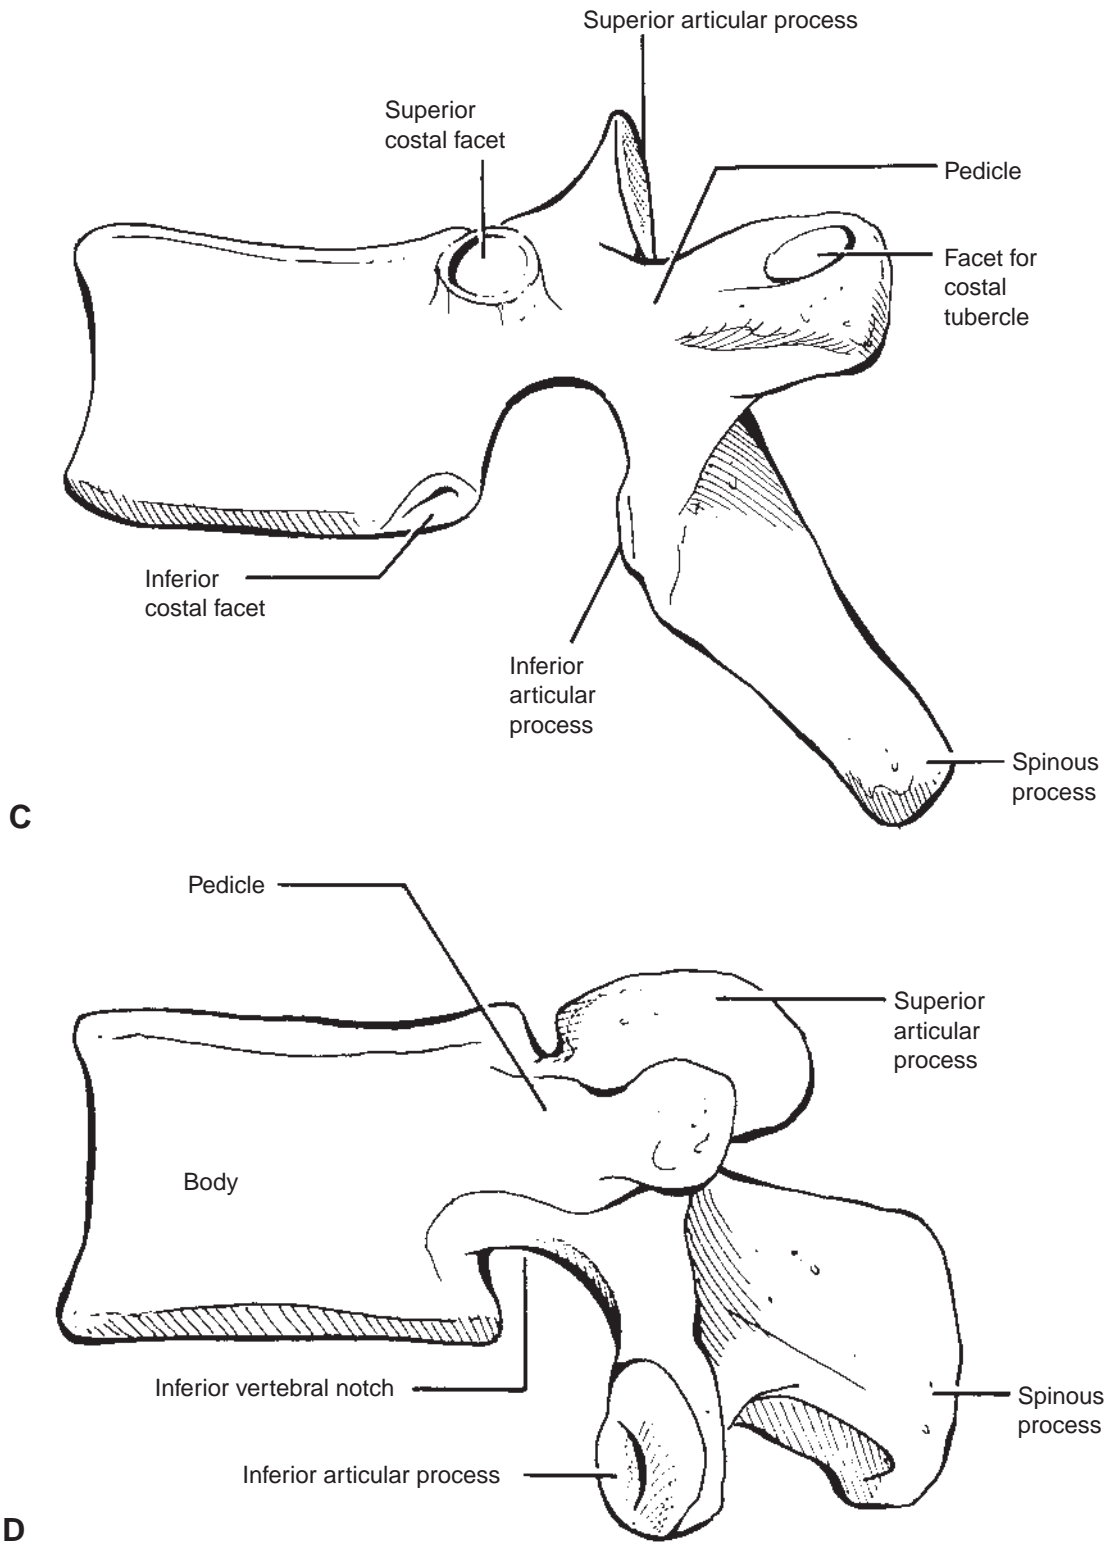 Superior articular process
Superior
costal facet
Pedicle
Facet for
costal
tubercle
Inferior
costal facet
Inferior
articular
process
Spinous
process
C
Pedicle
Superior
articular
process
Body
Inferior vertebral notch
Spinous
process
Inferior articular process
D